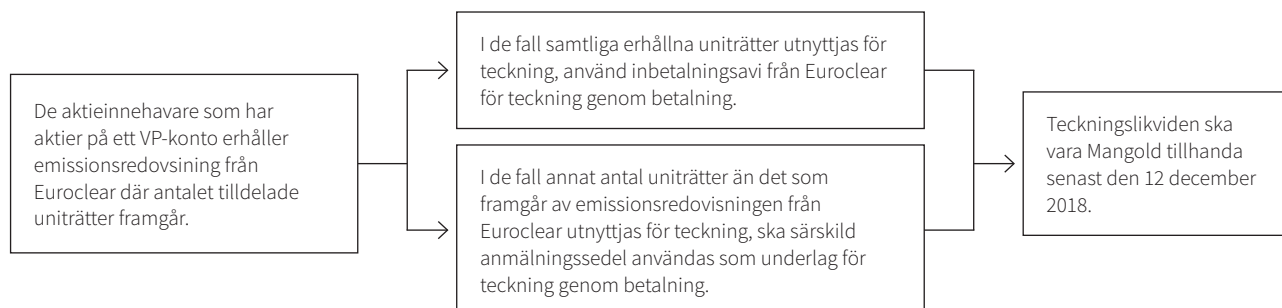 De aktieinnehavare som har
aktier på ett VP-konto erhåller
emissionsredovsining från
Euroclear där antalet tilldelade
uniträtter framgår.
I de fall samtliga erhållna uniträtter utnyttjas för
teckning, använd inbetalningsavi från Euroclear
för teckning genom betalning.
I de fall annat antal uniträtter än det som
framgår av emissionsredovisningen från
Euroclear utnyttjas för teckning, ska särskild
anmälningssedel användas som underlag för
teckning genom betalning.
Teckningslikviden ska
vara Mangold tillhanda
senast den 12 december
2018.